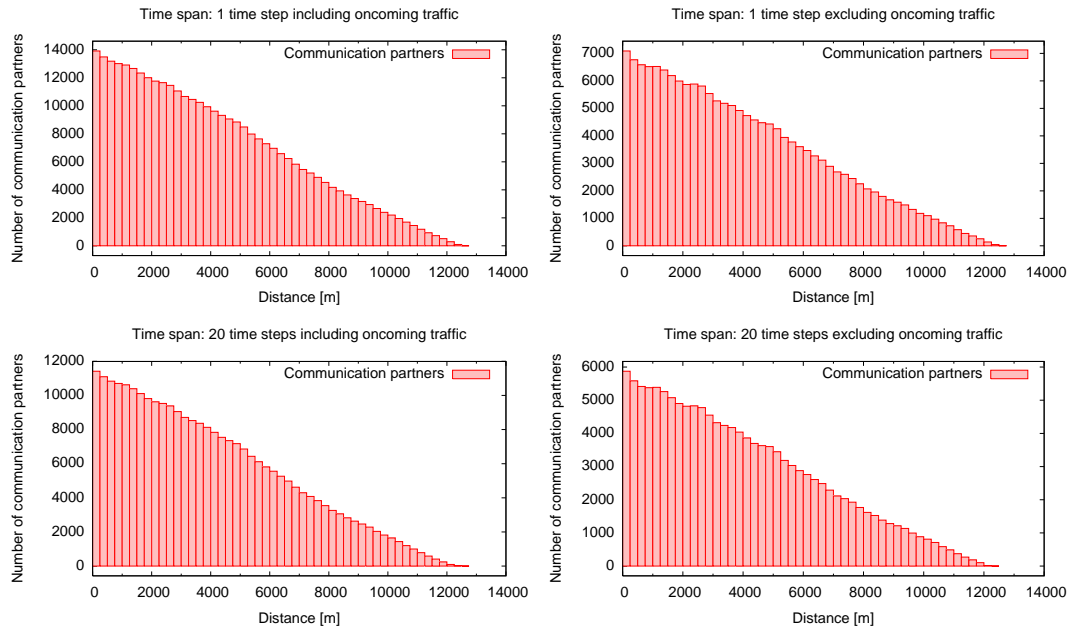 Time span: 1 time step including oncoming traffic
Number of communication partners
14000
12000
10000
8000
6000
4000
2000
0
Communication partners
0 2000 4000 6000 8000 10000 12000 14000
Distance [m]
Time span: 1 time step excluding oncoming traffic
Number of communication partners
7000
6000
5000
4000
3000
2000
1000
0
Communication partners
0 2000 4000 6000 8000 10000 12000 14000
Distance [m]
Time span: 20 time steps including oncoming traffic
Number of communication partners
12000
10000
8000
6000
4000
2000
0
Communication partners
0 2000 4000 6000 8000 10000 12000 14000
Distance [m]
Time span: 20 time steps excluding oncoming traffic
Number of communication partners
6000
5000
4000
3000
2000
1000
0
Communication partners
0 2000 4000 6000 8000 10000 12000 14000
Distance [m]